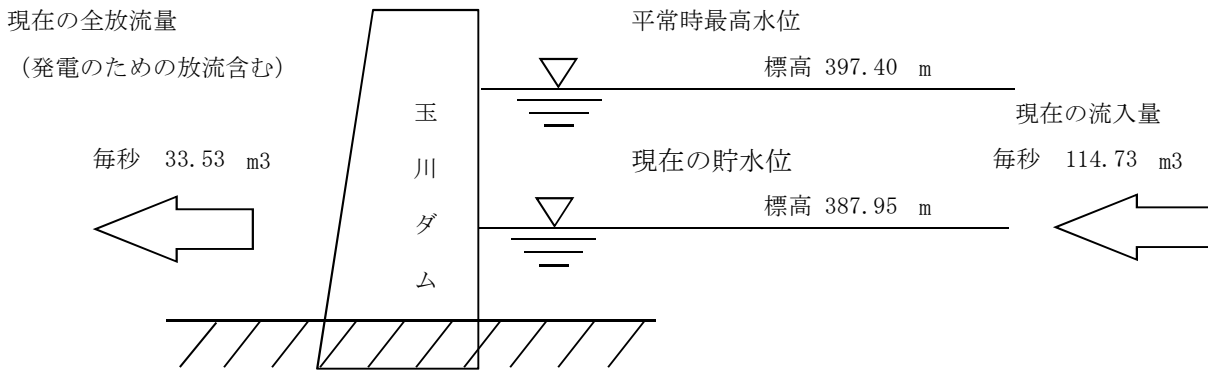 現在の全放流量
（発電のための放流含む）
毎秒 33.53 m3
玉川ダム
平常時最高水位
標高 397.40 m
現在の貯水位
標高 387.95 m
現在の流入量
毎秒 114.73 m3